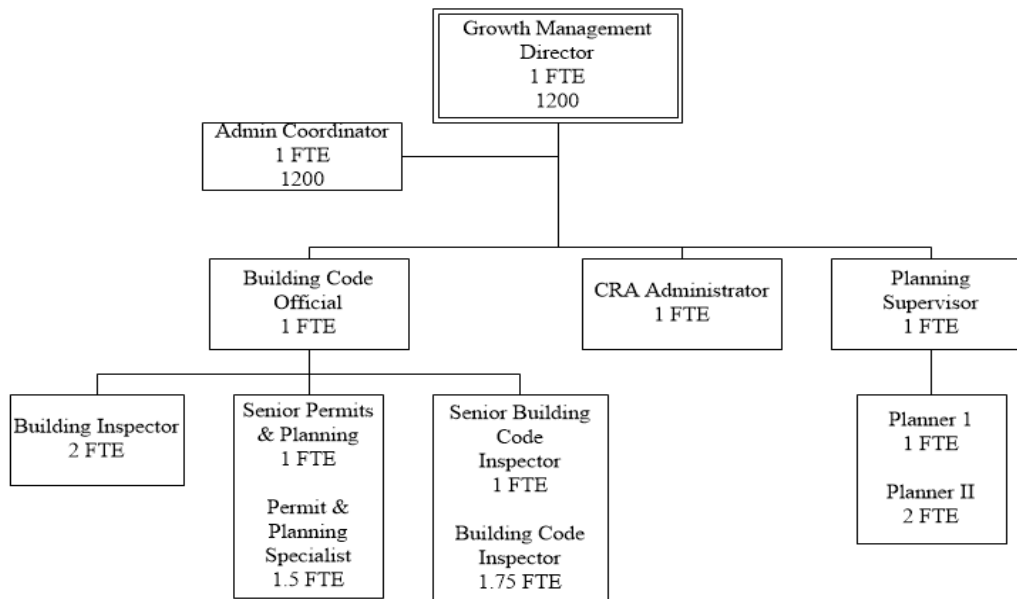 Growth Management
Director
1 FTE
1200
Admin Coordinator
1 FTE
1200
Building Code
Official
1 FTE
CRA Administrator
1 FTE
Planning
Supervisor
1 FTE
Building Inspector
2 FTE
Senior Permits
& Planning
1 FTE
Permit &
Planning
Specialist
1.5 FTE
Senior Building
Code
Inspector
1 FTE
Building Code
Inspector
1.75 FTE
Planner 1
1 FTE
Planner II
2 FTE